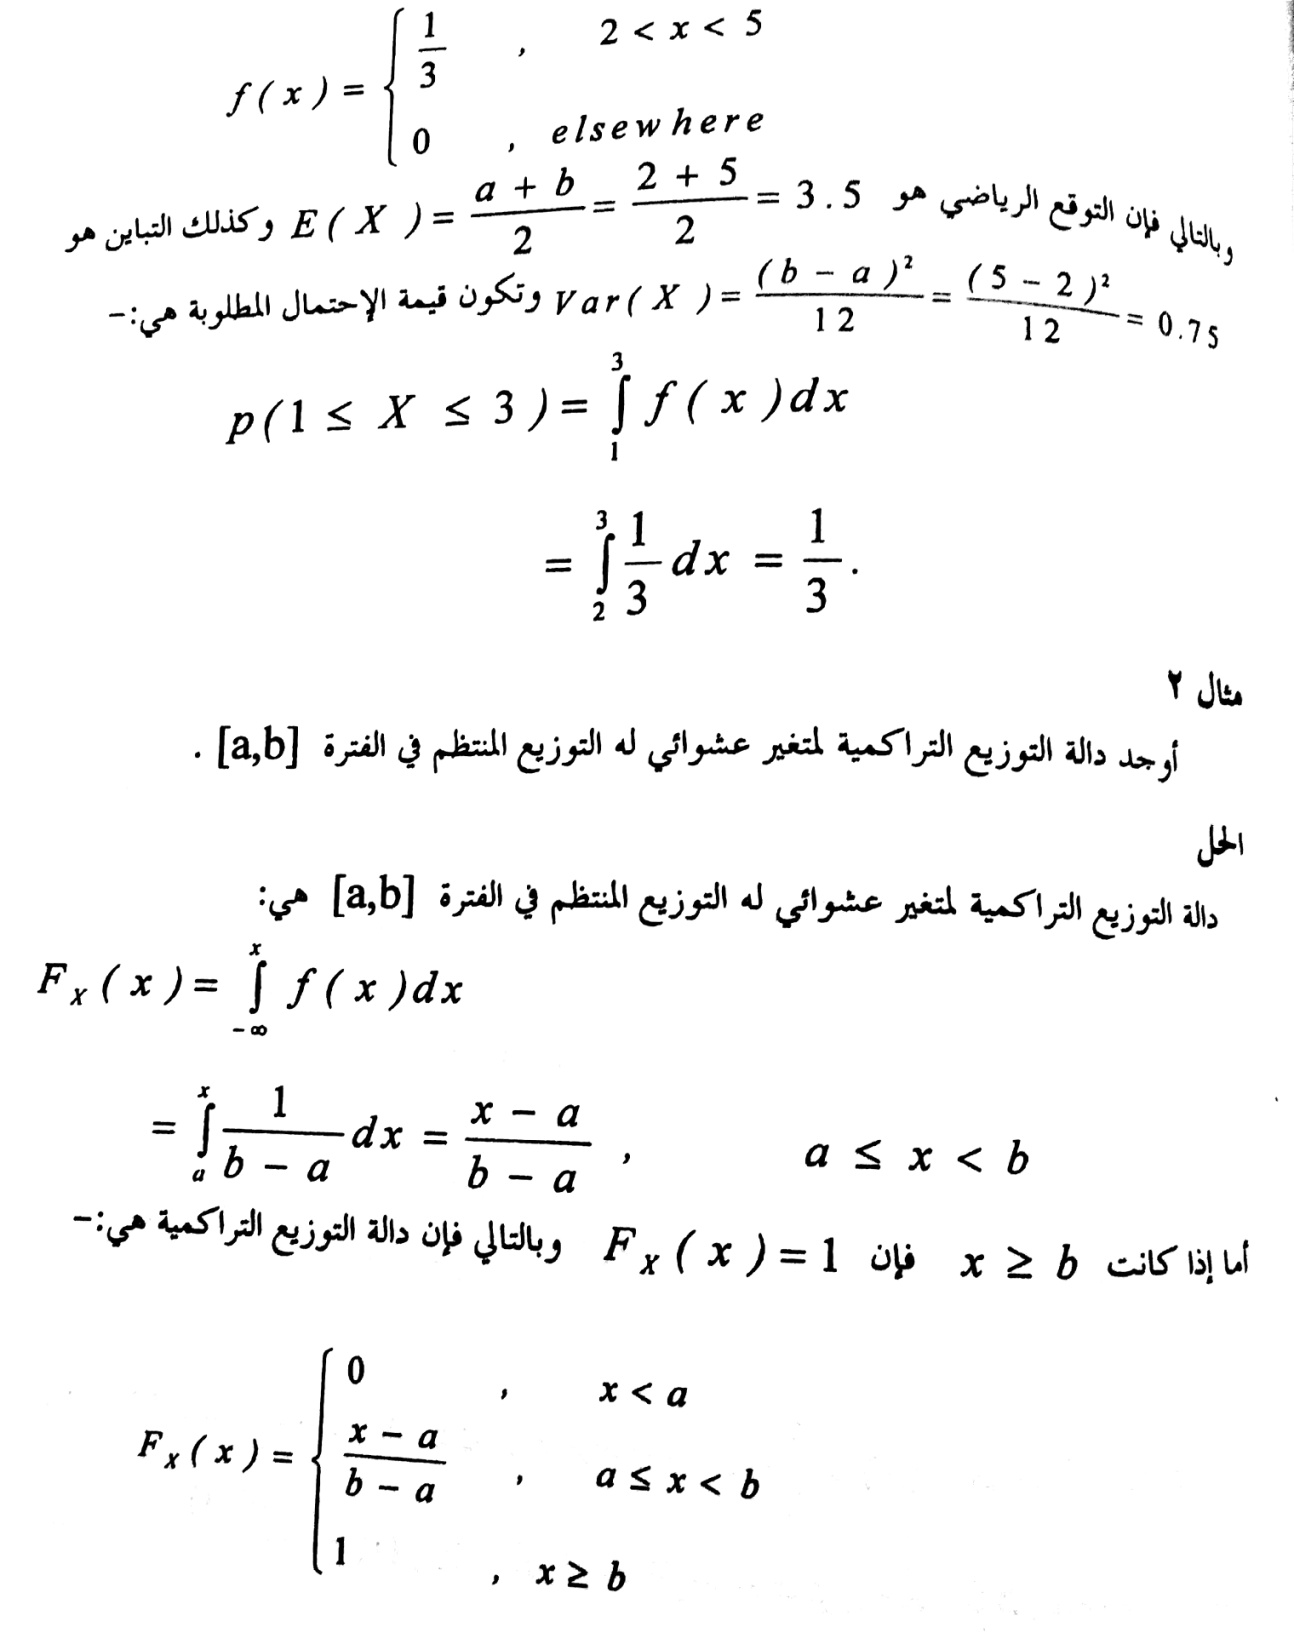 f(x) = { 1/3 , 2 < x < 5
0 , elsewhere
وبالتالي فإن التوقع الرياضي هو E(X) = (a + b)/2 = (2 + 5)/2 = 3.5 وكذلك التباين هو
Var(X) = (b − a)²/12 = (5 − 2)²/12 = 0.75 وتكون قيمة الإحتمال المطلوبة هي:-
p(1 ≤ X ≤ 3) = ∫₁³ f(x)dx
= ∫₂³ 1/3 dx = 1/3.
مثال ٢
أوجد دالة التوزيع التراكمية لمتغير عشوائي له التوزيع المنتظم في الفترة [a,b] .
الحل
دالة التوزيع التراكمية لمتغير عشوائي له التوزيع المنتظم في الفترة [a,b] هي:
F_X(x) = ∫_{-∞}^{x} f(x)dx
= ∫_{a}^{x} 1/(b − a) dx = (x − a)/(b − a) , a ≤ x < b
أما إذا كانت x ≥ b فإن F_X(x) = 1 وبالتالي فإن دالة التوزيع التراكمية هي:-
F_X(x) = { 0 , x < a
(x − a)/(b − a) , a ≤ x < b
1 , x ≥ b